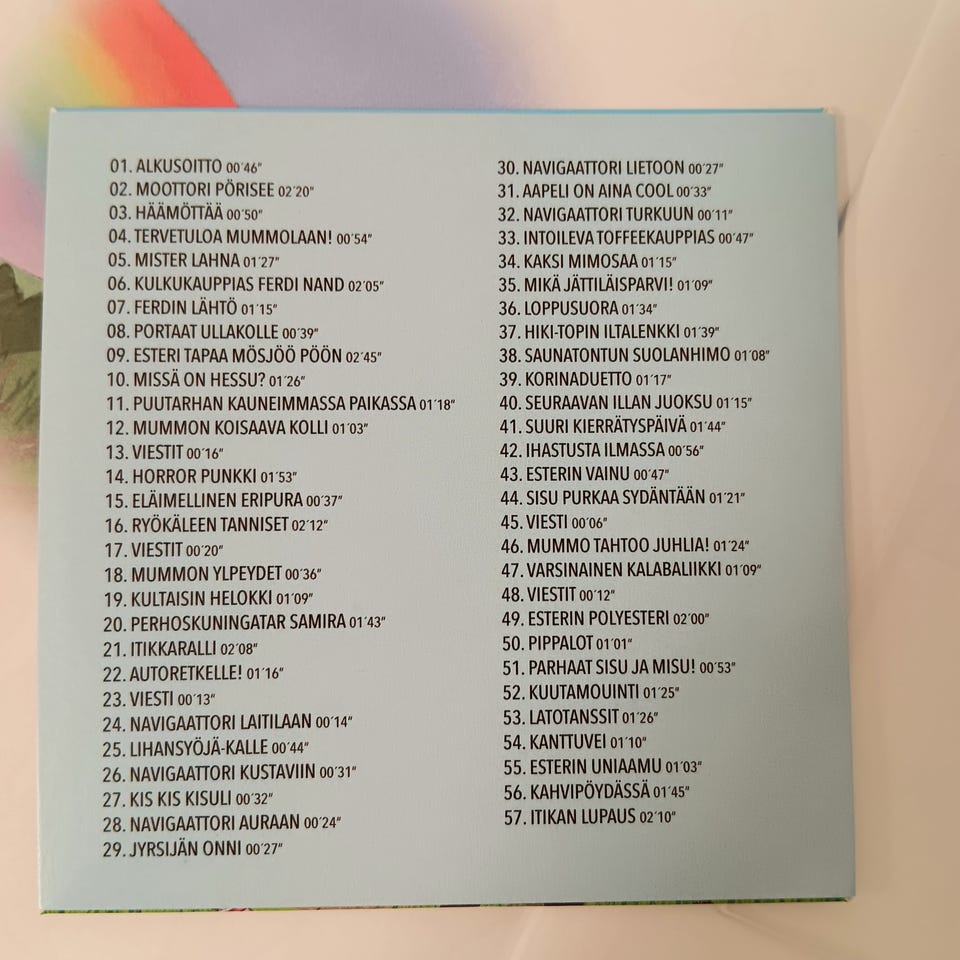 01. ALKUSOITTO 00´46”
02. MOOTTORI PÖRISEE 02´20”
03. HÄÄMÖTTÄÄ 00´50”
04. TERVETULOA MUMMOLAAN! 00´54”
05. MISTER LAHNA 01´27”
06. KULKUKAUPPIAS FERDI NAND 02´05”
07. FERDIN LÄHTÖ 01´15”
08. PORTAAT ULLAKOLLE 00´39”
09. ESTERI TAPAA MÖSJÖÖ PÖÖN 02´45”
10. MISSÄ ON HESSU? 01´26”
11. PUUTARHAN KAUNEIMMASSA PAIKASSA 01´18”
12. MUMMON KOISAAVA KOLLI 01´03”
13. VIESTIT 00´16”
14. HORROR PUNKKI 01´53”
15. ELÄIMELLINEN ERIPURA 00´37”
16. RYÖKÄLEEN TANNISET 02´12”
17. VIESTIT 00´20”
18. MUMMON YLPEYDET 00´36”
19. KULTAISIN HELOKKI 01´09”
20. PERHOSKUNINGATAR SAMIRA 01´43”
21. ITIKKARALLI 02´08”
22. AUTORETKELLE! 01´16”
23. VIESTI 00´13”
24. NAVIGAATTORI LAITILAAN 00´14”
25. LIHANSYÖJÄ-KALLE 00´44”
26. NAVIGAATTORI KUSTAVIIN 00´31”
27. KIS KIS KISULI 00´32”
28. NAVIGAATTORI AURAAN 00´24”
29. JYRSIJÄN ONNI 00´27”
30. NAVIGAATTORI LIETOON 00´27”
31. AAPELI ON AINA COOL 00´33”
32. NAVIGAATTORI TURKUUN 00´11”
33. INTOILEVA TOFFEEKAUPPIAS 00´47”
34. KAKSI MIMOSAA 01´15”
35. MIKÄ JÄTTILÄISPARVI! 01´09”
36. LOPPUSUORA 01´34”
37. HIKI-TOPIN ILTALENKKI 01´39”
38. SAUNATONTUN SUOLANHIMO 01´08”
39. KORINADUETTO 01´17”
40. SEURAAVAN ILLAN JUOKSU 01´15”
41. SUURI KIERRÄTYSPÄIVÄ 01´44”
42. IHASTUSTA ILMASSA 00´56”
43. ESTERIN VAINU 00´47”
44. SISU PURKAA SYDÄNTÄÄN 01´21”
45. VIESTI 00´06”
46. MUMMO TAHTOO JUHLIA! 01´24”
47. VARSINAINEN KALABALIIKKI 01´09”
48. VIESTIT 00´12”
49. ESTERIN POLYESTERI 02´00”
50. PIPPALOT 01´01”
51. PARHAAT SISU JA MISU! 00´53”
52. KUUTAMOUINTI 01´25”
53. LATOTANSSIT 01´26”
54. KANTTUVEI 01´10”
55. ESTERIN UNIAAMU 01´03”
56. KAHVIPÖYDÄSSÄ 01´45”
57. ITIKAN LUPAUS 02´10”